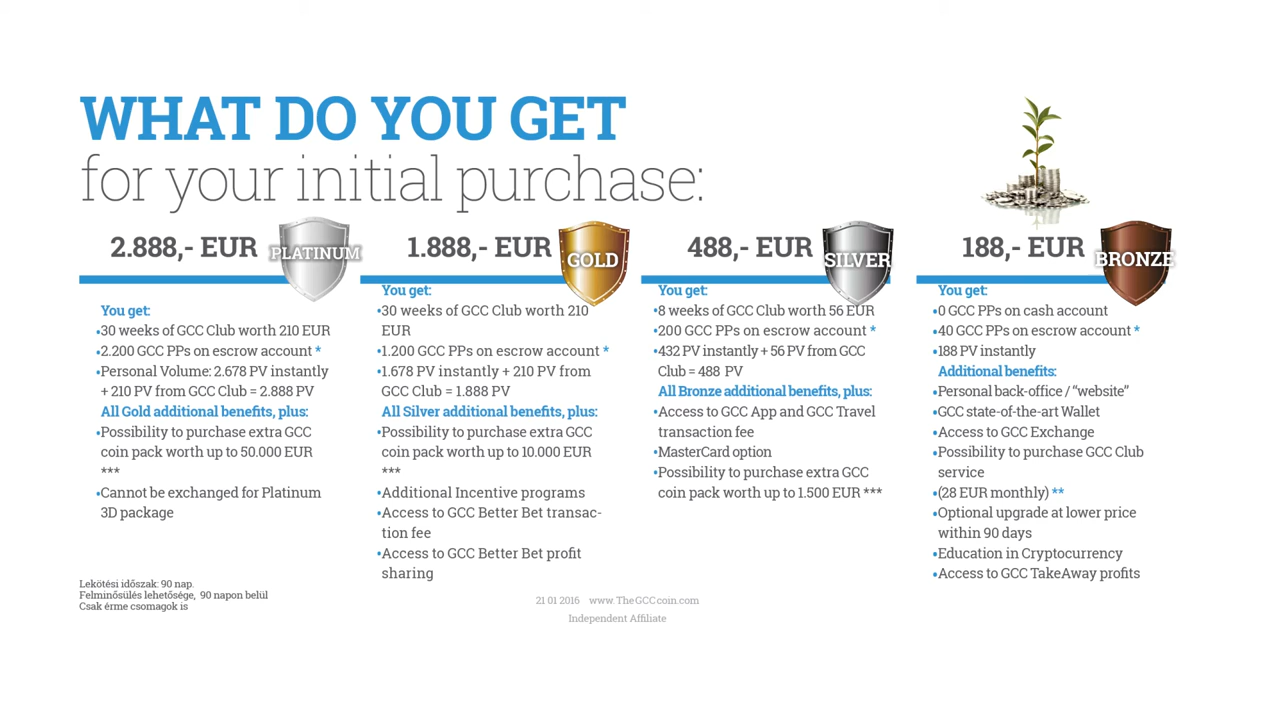 WHAT DO YOU GET
for your initial purchase:
2.888,- EUR
PLATINUM
You get:
•30 weeks of GCC Club worth 210 EUR
•2.200 GCC PPs on escrow account *
•Personal Volume: 2.678 PV instantly
+ 210 PV from GCC Club = 2.888 PV
All Gold additional benefits, plus:
•Possibility to purchase extra GCC
coin pack worth up to 50.000 EUR
***
•Cannot be exchanged for Platinum
3D package
1.888,- EUR
GOLD
You get:
•30 weeks of GCC Club worth 210
EUR
•1.200 GCC PPs on escrow account *
•1.678 PV instantly + 210 PV from
GCC Club = 1.888 PV
All Silver additional benefits, plus:
•Possibility to purchase extra GCC
coin pack worth up to 10.000 EUR
***
•Additional Incentive programs
•Access to GCC Better Bet transac-
tion fee
•Access to GCC Better Bet profit
sharing
488,- EUR
SILVER
You get:
•8 weeks of GCC Club worth 56 EUR
•200 GCC PPs on escrow account *
•432 PV instantly + 56 PV from GCC
Club = 488 PV
All Bronze additional benefits, plus:
•Access to GCC App and GCC Travel
transaction fee
•MasterCard option
•Possibility to purchase extra GCC
coin pack worth up to 1.500 EUR ***
188,- EUR
BRONZE
You get:
•0 GCC PPs on cash account
•40 GCC PPs on escrow account *
•188 PV instantly
Additional benefits:
•Personal back-office / “website”
•GCC state-of-the-art Wallet
•Access to GCC Exchange
•Possibility to purchase GCC Club
service
•(28 EUR monthly) **
•Optional upgrade at lower price
within 90 days
•Education in Cryptocurrency
•Access to GCC TakeAway profits
Lekötési időszak: 90 nap.
Felminősülés lehetősége, 90 napon belül
Csak érme csomagok is
21 01 2016 www.TheGCCcoin.com
Independent Affiliate